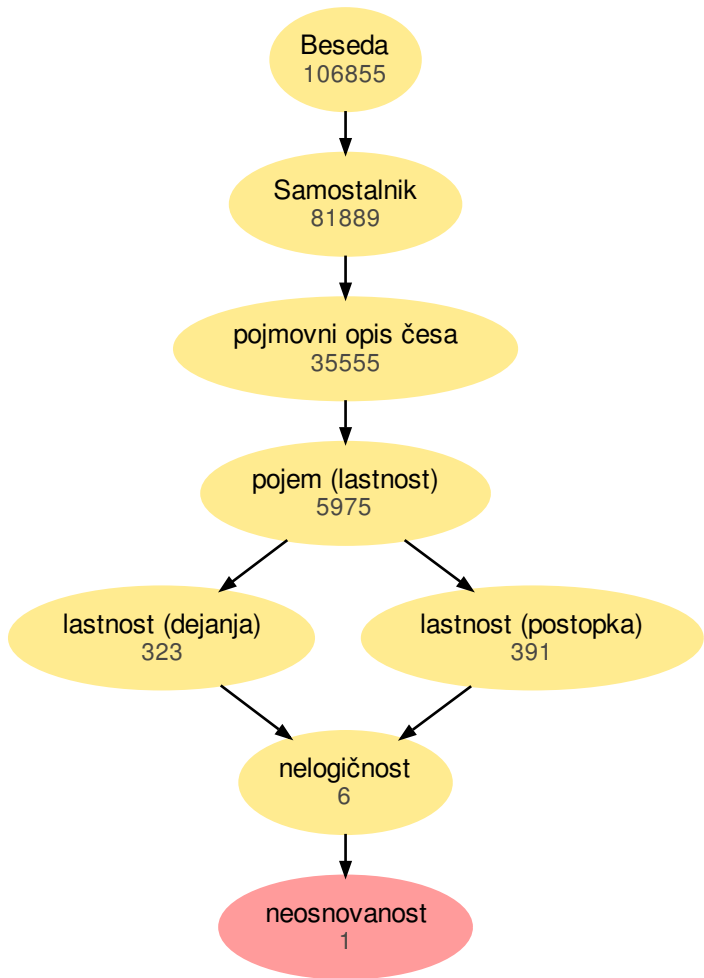 Beseda
106855
Samostalnik
81889
pojmovni opis česa
35555
pojem (lastnost)
5975
lastnost (dejanja)
323
lastnost (postopka)
391
nelogičnost
6
neosnovanost
1